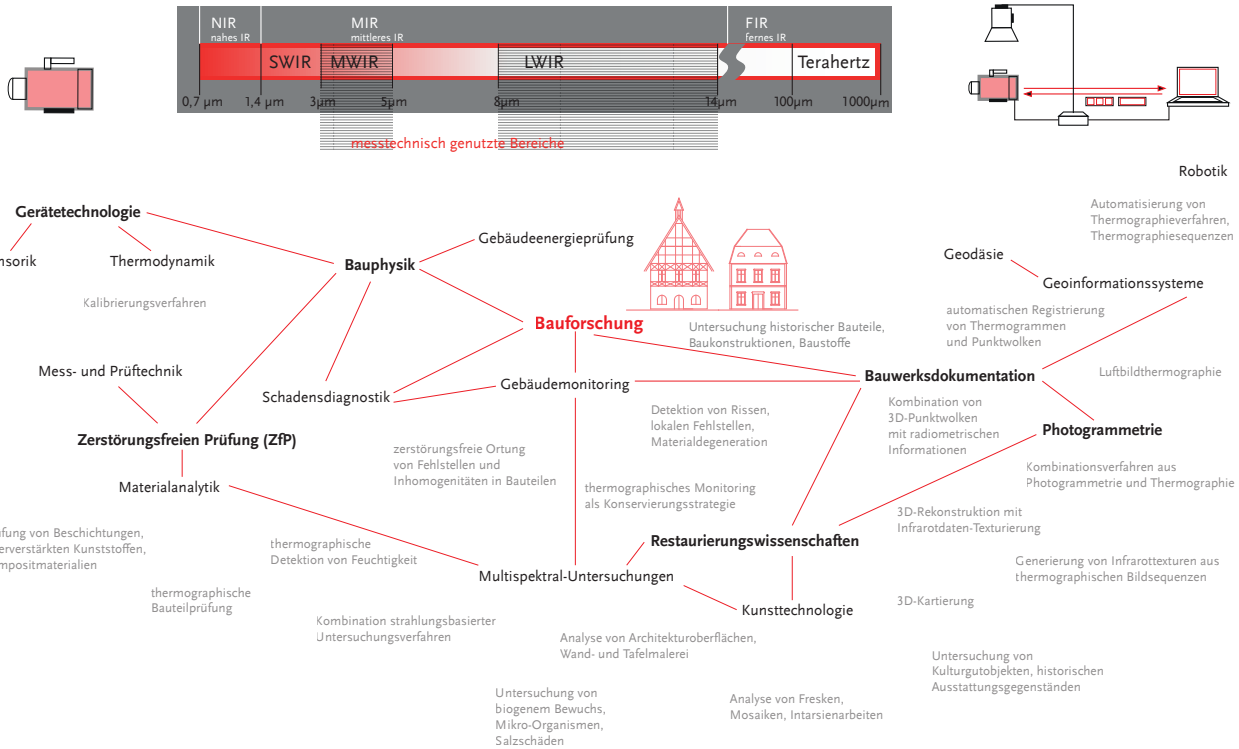 NIR
nahes IR
MIR
mittleres IR
FIR
fernes IR
SWIR
MWIR
LWIR
Terahertz
0,7 µm
1,4 µm
3µm
5µm
8µm
14µm
100µm
1000µm
messtechnisch genutzte Bereiche
Robotik
Automatisierung von
Thermographieverfahren,
Thermographiesequenzen
Gerätetechnologie
nsorik
Thermodynamik
Kalibrierungsverfahren
Bauphysik
Gebäudeenergieprüfung
Geodäsie
Geoinformationssysteme
automatischen Registrierung
von Thermogrammen
und Punktwolken
Bauforschung
Untersuchung historischer Bauteile,
Baukonstruktionen, Baustoffe
Luftbildthermographie
Mess- und Prüftechnik
Schadensdiagnostik
Gebäudemonitoring
Bauwerksdokumentation
Kombination von
3D-Punktwolken
mit radiometrischen
Informationen
Detektion von Rissen,
lokalen Fehlstellen,
Materialdegeneration
Photogrammetrie
Kombinationsverfahren aus
Photogrammetrie und Thermographie
Zerstörungsfreien Prüfung (ZfP)
zerstörungsfreie Ortung
von Fehlstellen und
Inhomogenitäten in Bauteilen
Materialanalytik
thermographisches Monitoring
als Konservierungsstrategie
3D-Rekonstruktion mit
Infrarotdaten-Texturierung
üfung von Beschichtungen,
erverstärkten Kunststoffen,
mpositmaterialien
thermographische
Detektion von Feuchtigkeit
Restaurierungswissenschaften
Generierung von Infrarottexturen aus
thermographischen Bildsequenzen
Multispektral-Untersuchungen
thermographische
Bauteilprüfung
Kunsttechnologie
3D-Kartierung
Kombination strahlungsbasierter
Untersuchungsverfahren
Analyse von Architekturoberflächen,
Wand- und Tafelmalerei
Untersuchung von
Kulturgutobjekten, historischen
Ausstattungsgegenständen
Untersuchung von
biogenem Bewuchs,
Mikro-Organismen,
Salzschäden
Analyse von Fresken,
Mosaiken, Intarsienarbeiten